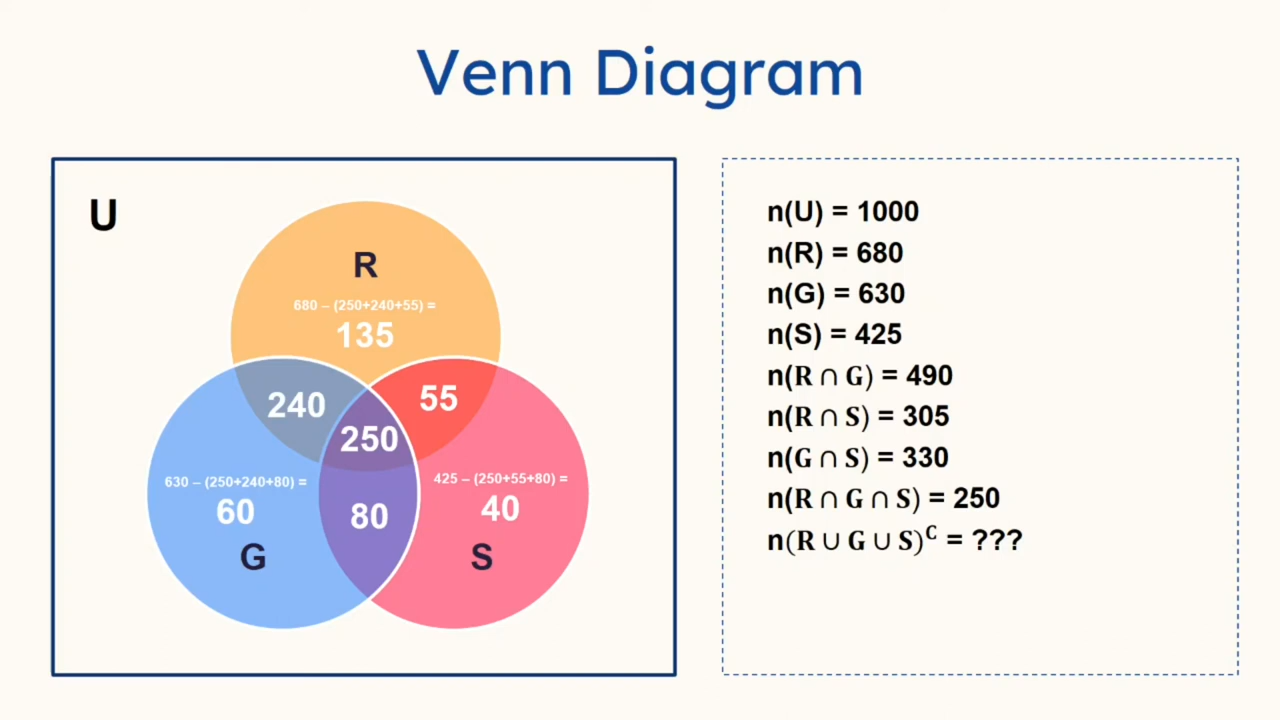 Venn Diagram
U
R
680 – (250+240+55) =
135
240
55
250
630 – (250+240+80) =
60
G
80
425 – (250+55+80) =
40
S
n(U) = 1000
n(R) = 680
n(G) = 630
n(S) = 425
n(R ∩ G) = 490
n(R ∩ S) = 305
n(G ∩ S) = 330
n(R ∩ G ∩ S) = 250
n(R ∪ G ∪ S)ᶜ = ???